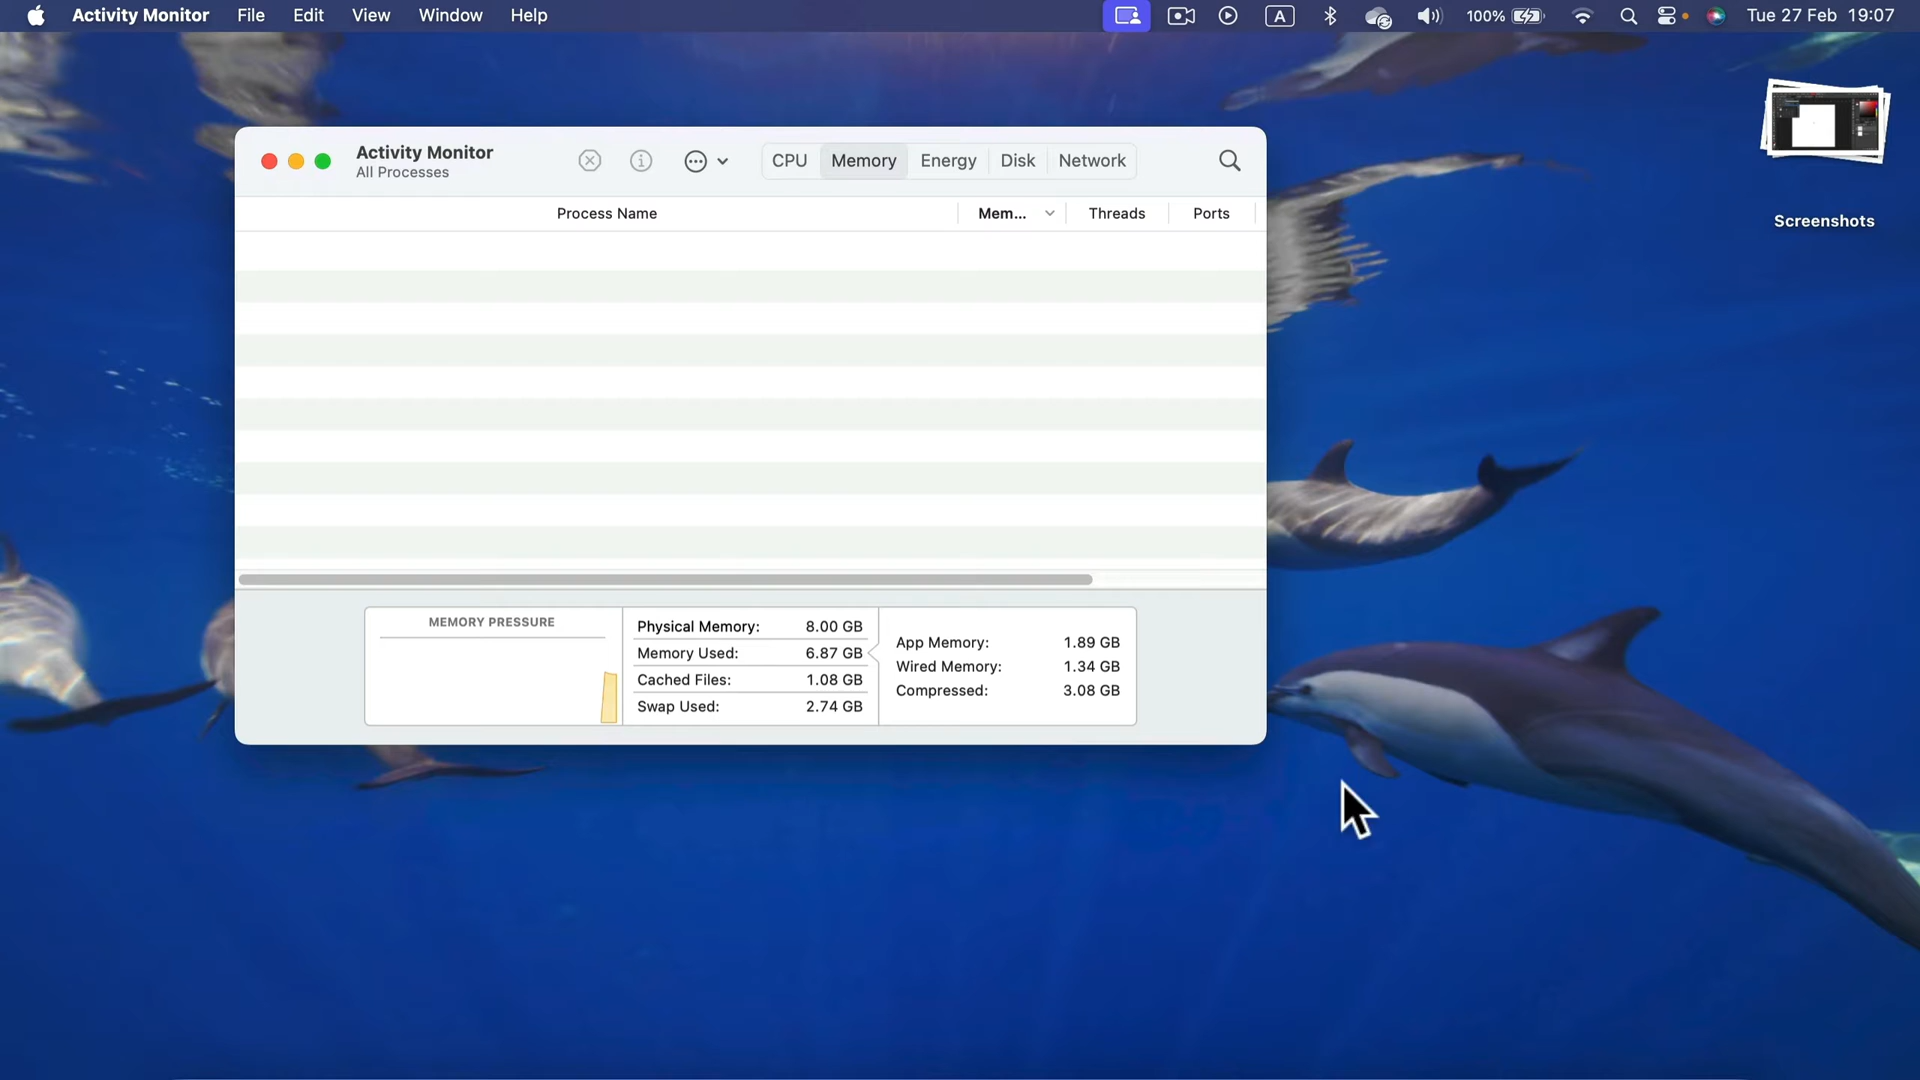 Activity Monitor File Edit View Window Help A 100% Tue 27 Feb 19:07
Activity Monitor
All Processes
CPU Memory Energy Disk Network
Process Name Mem... Threads Ports
MEMORY PRESSURE
Physical Memory: 8.00 GB
Memory Used: 6.87 GB
Cached Files: 1.08 GB
Swap Used: 2.74 GB
App Memory: 1.89 GB
Wired Memory: 1.34 GB
Compressed: 3.08 GB
Screenshots